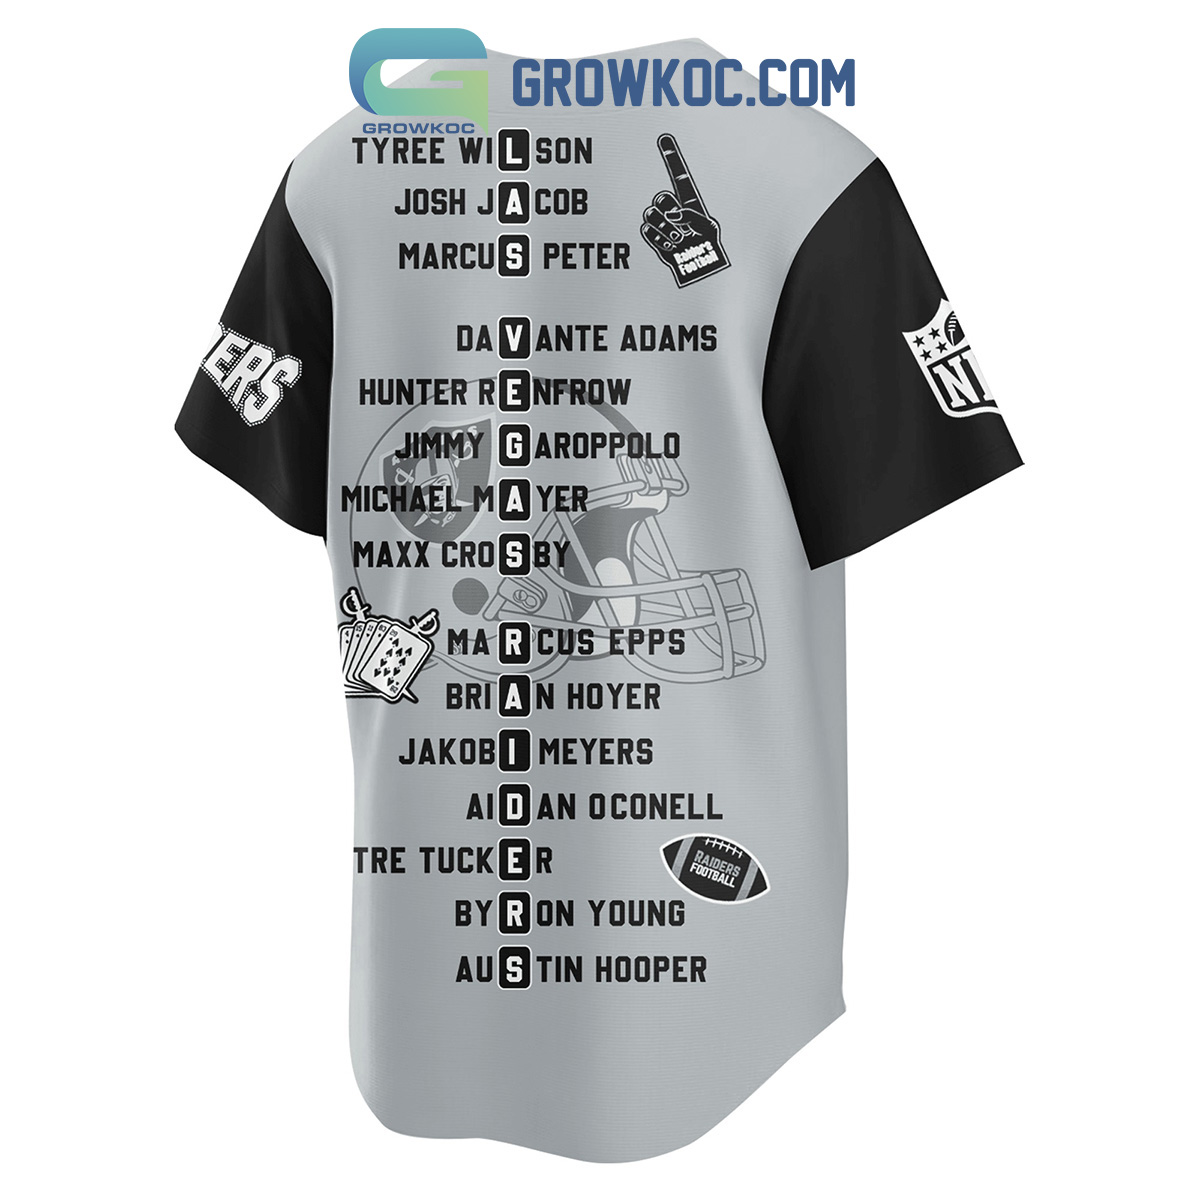 GROWKOC.COM
GROWKOC
TYREE WILSON
JOSH JACOB
MARCUS PETER
Raiders
Football
DAVANTE ADAMS
HUNTER RENFROW
JIMMY GAROPPOLO
MICHAEL MAYER
MAXX CROSBY
MARCUS EPPS
BRIAN HOYER
JAKOBI MEYERS
AIDAN OCONELL
TRE TUCKER
RAIDERS
FOOTBALL
BYRON YOUNG
AUSTIN HOOPER